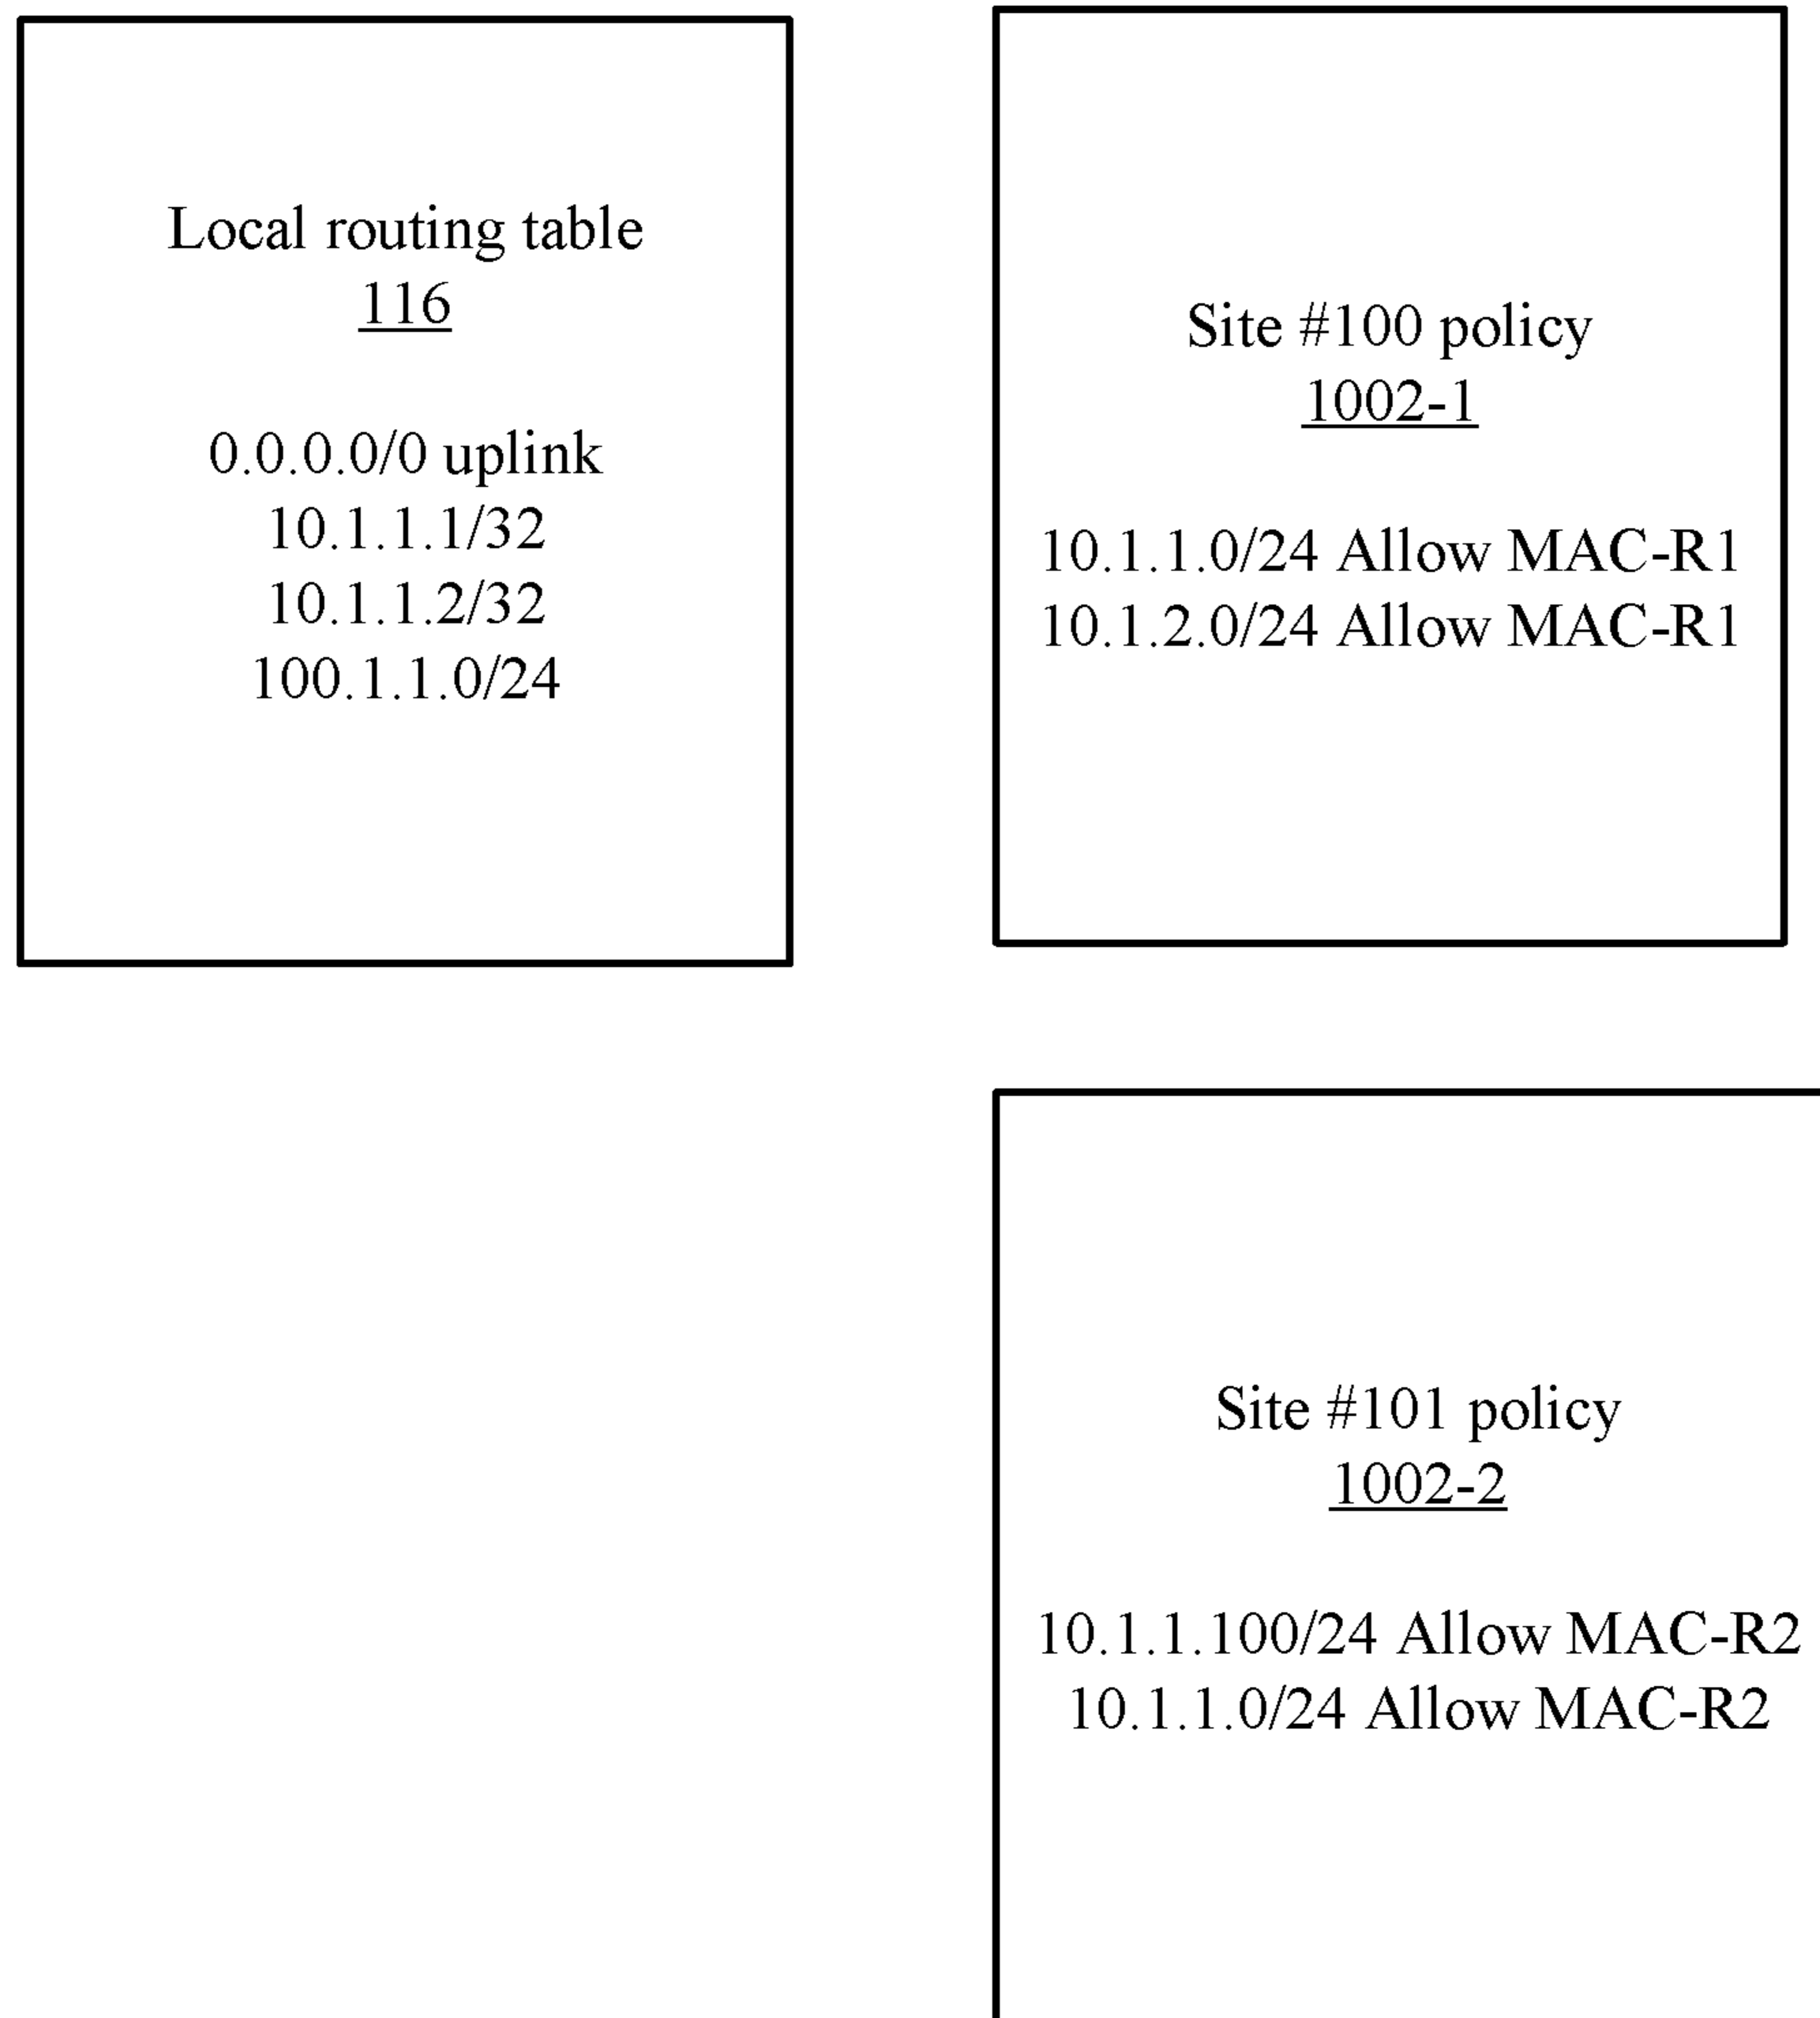 Local routing table
116
0.0.0.0/0 uplink
10.1.1.1/32
10.1.1.2/32
100.1.1.0/24
Site #100 policy
1002-1
10.1.1.0/24 Allow MAC-R1
10.1.2.0/24 Allow MAC-R1
Site #101 policy
1002-2
10.1.1.100/24 Allow MAC-R2
10.1.1.0/24 Allow MAC-R2